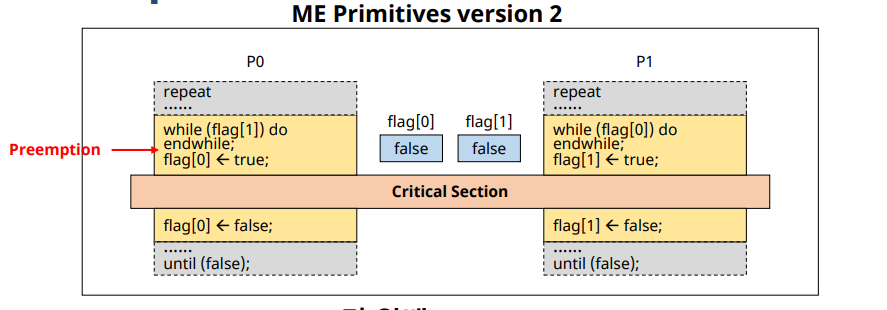 ME Primitives version 2
P0
P1
repeat
......
while (flag[1]) do
endwhile;
flag[0] ← true;
Preemption
flag[0]
flag[1]
false
false
repeat
......
while (flag[0]) do
endwhile;
flag[1] ← true;
Critical Section
flag[0] ← false;
......
until (false);
flag[1] ← false;
......
until (false);